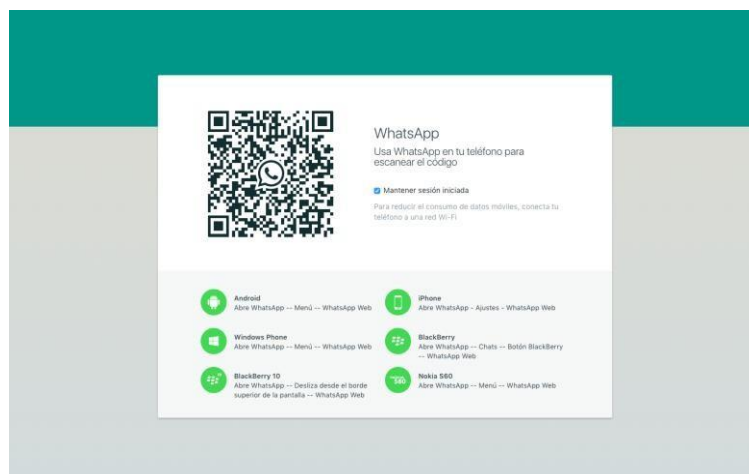 WhatsApp
Usa WhatsApp en tu teléfono para
escanear el código
Mantener sesión iniciada
Para reducir el consumo de datos móviles, conecta tu
teléfono a una red Wi-Fi
Android
Abre WhatsApp -- Menú -- WhatsApp Web
iPhone
Abre WhatsApp - Ajustes - WhatsApp Web
Windows Phone
Abre WhatsApp -- Menú -- WhatsApp Web
BlackBerry
Abre WhatsApp -- Chats -- Botón BlackBerry
-- WhatsApp Web
BlackBerry 10
Abre WhatsApp -- Desliza desde el borde
superior de la pantalla -- WhatsApp Web
S60
Nokia S60
Abre WhatsApp -- Menú -- WhatsApp Web